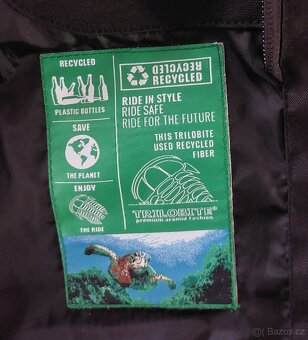 RECYCLED
PLASTIC BOTTLES
SAVE
THE PLANET
ENJOY
THE RIDE
RECYCLED
RECYCLED
RIDE IN STYLE
RIDE SAFE
RIDE FOR THE FUTURE
THIS TRILOBITE
USED RECYCLED
FIBER
TRILOBITE
premium aramid fashion
Bazos.cz